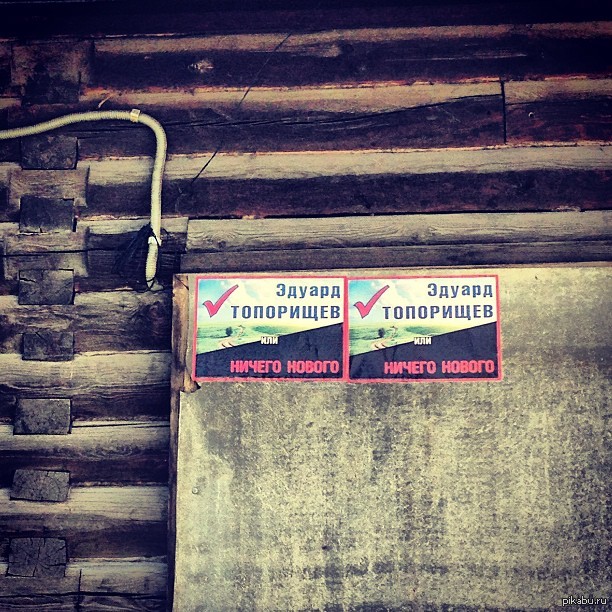 Эдуард
ТОПОРИЩЕВ
ИЛИ
НИЧЕГО НОВОГО
Эдуард
ТОПОРИЩЕВ
ИЛИ
НИЧЕГО НОВОГО
pikabu.ru